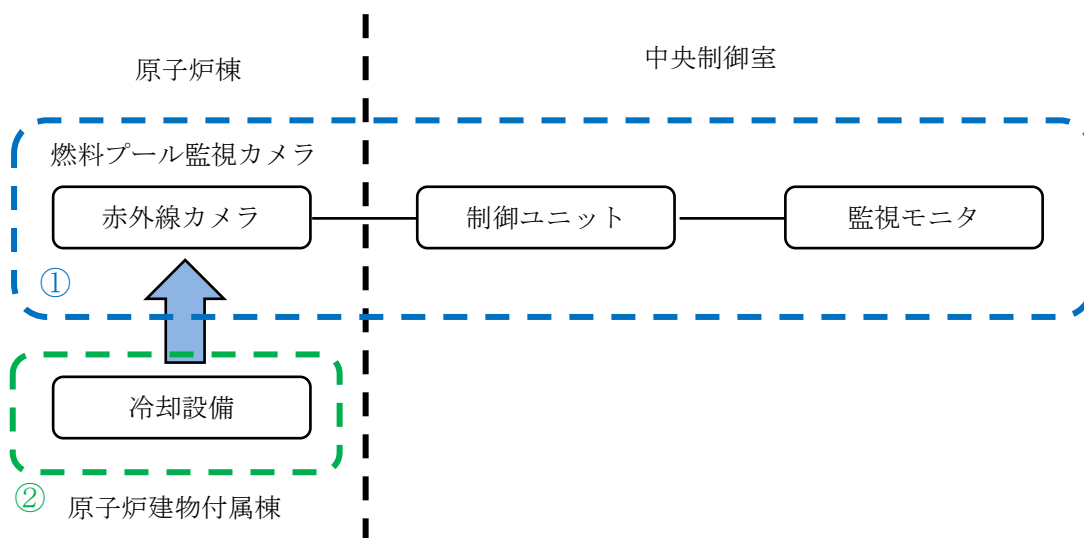 原子炉棟
中央制御室
燃料プール監視カメラ
赤外線カメラ
制御ユニット
監視モニタ
①
冷却設備
②
原子炉建物付属棟